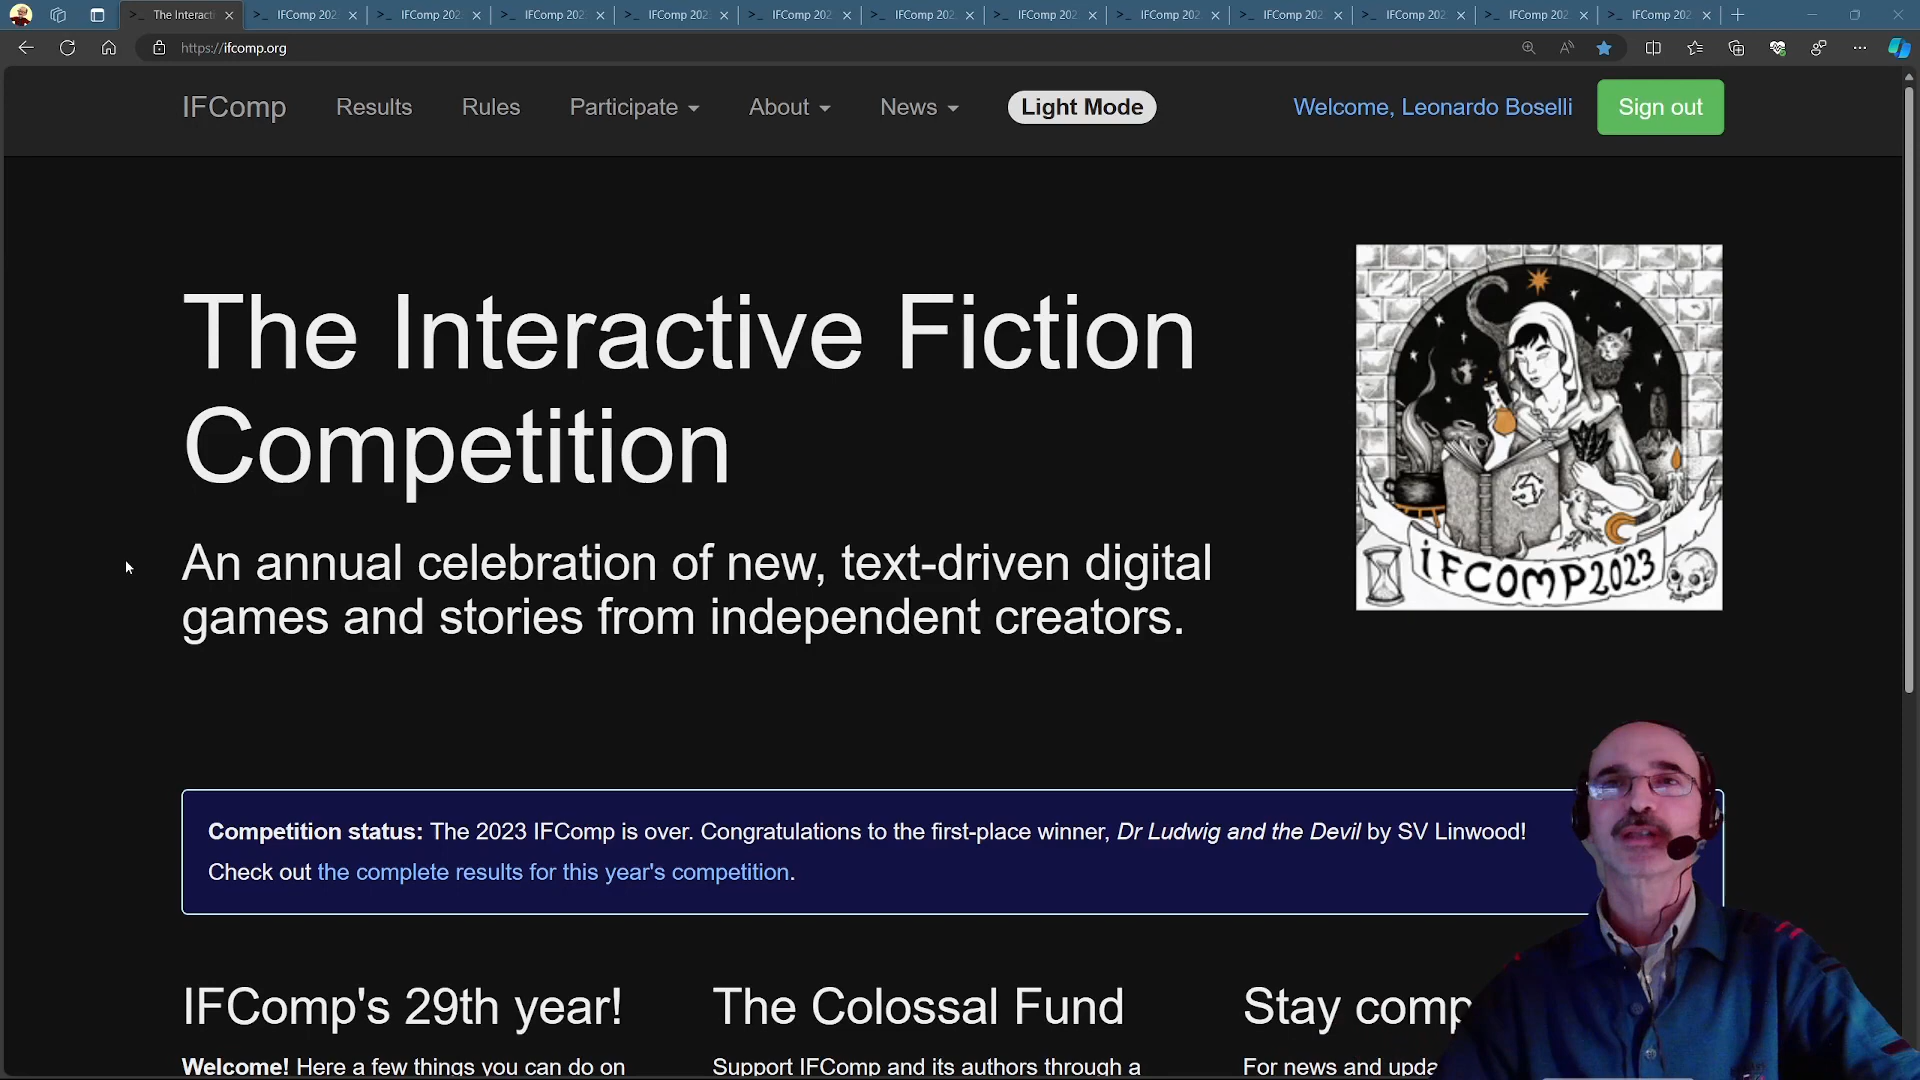 The Interacti
IFComp 202
IFComp 202
IFComp 202
IFComp 202
IFComp 202
IFComp 202
IFComp 202
IFComp 202
IFComp 202
IFComp 202
IFComp 202
IFComp 202
https://ifcomp.org
IFComp Results Rules Participate About News Light Mode Welcome, Leonardo Boselli Sign out
The Interactive Fiction
Competition
An annual celebration of new, text-driven digital
games and stories from independent creators.
iFCOMP2023
Competition status: The 2023 IFComp is over. Congratulations to the first-place winner, Dr Ludwig and the Devil by SV Linwood!
Check out the complete results for this year's competition.
IFComp's 29th year!
Welcome! Here a few things you can do on
The Colossal Fund
Support IFComp and its authors through a
Stay comp
For news and upda